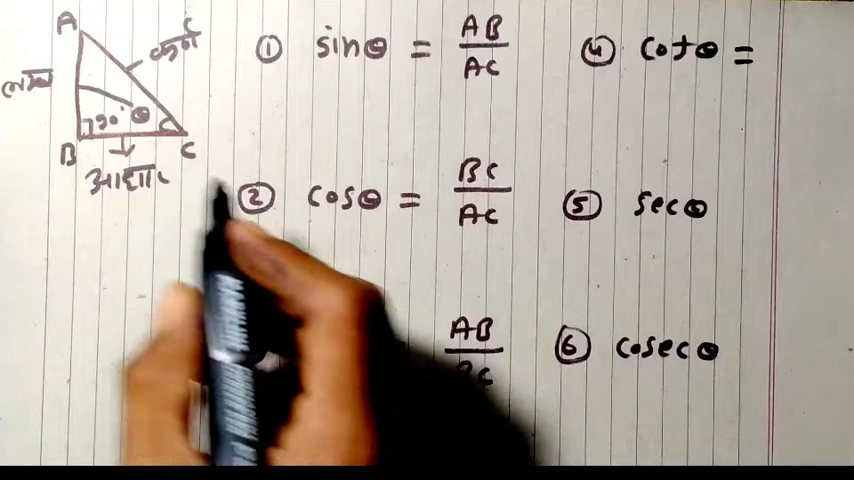 A
कर्ण
लम्ब
90° θ
B
C
आधार
① sinθ = AB/AC
② cosθ = BC/AC
AB/BC
④ cotθ =
⑤ secθ
⑥ cosecθ